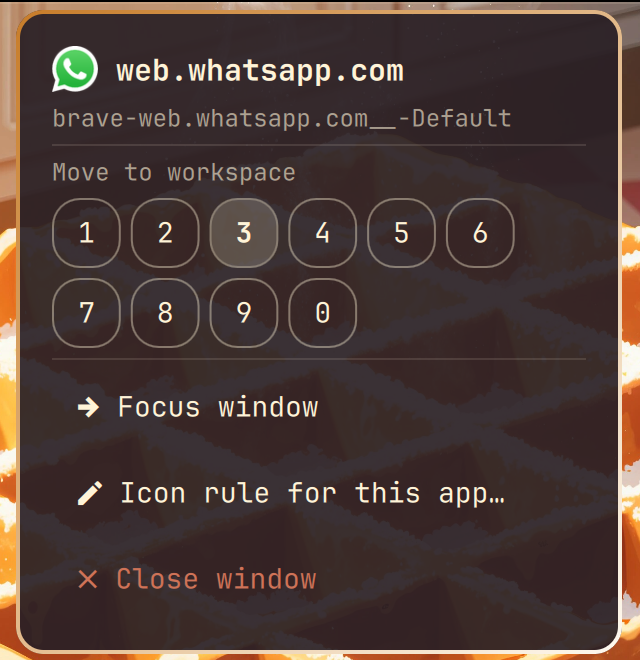 web.whatsapp.com
brave-web.whatsapp.com__-Default
Move to workspace
1 2 3 4 5 6
7 8 9 0
Focus window
Icon rule for this app…
Close window